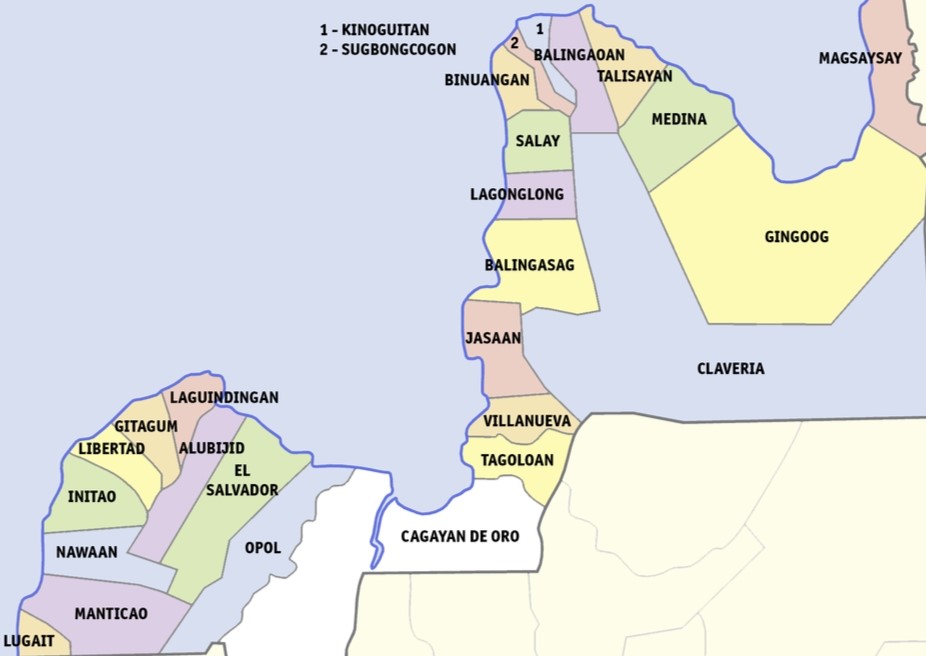 1 - KINOGUITAN
2 - SUGBONGCOGON
1
2
BALINGAOAN
MAGSAYSAY
BINUANGAN
TALISAYAN
MEDINA
SALAY
LAGONGLONG
GINGOOG
BALINGASAG
JASAAN
CLAVERIA
LAGUINDINGAN
VILLANUEVA
GITAGUM
LIBERTAD
ALUBIJID
TAGOLOAN
EL
SALVADOR
INITAO
CAGAYAN DE ORO
OPOL
NAWAAN
MANTICAO
LUGAIT